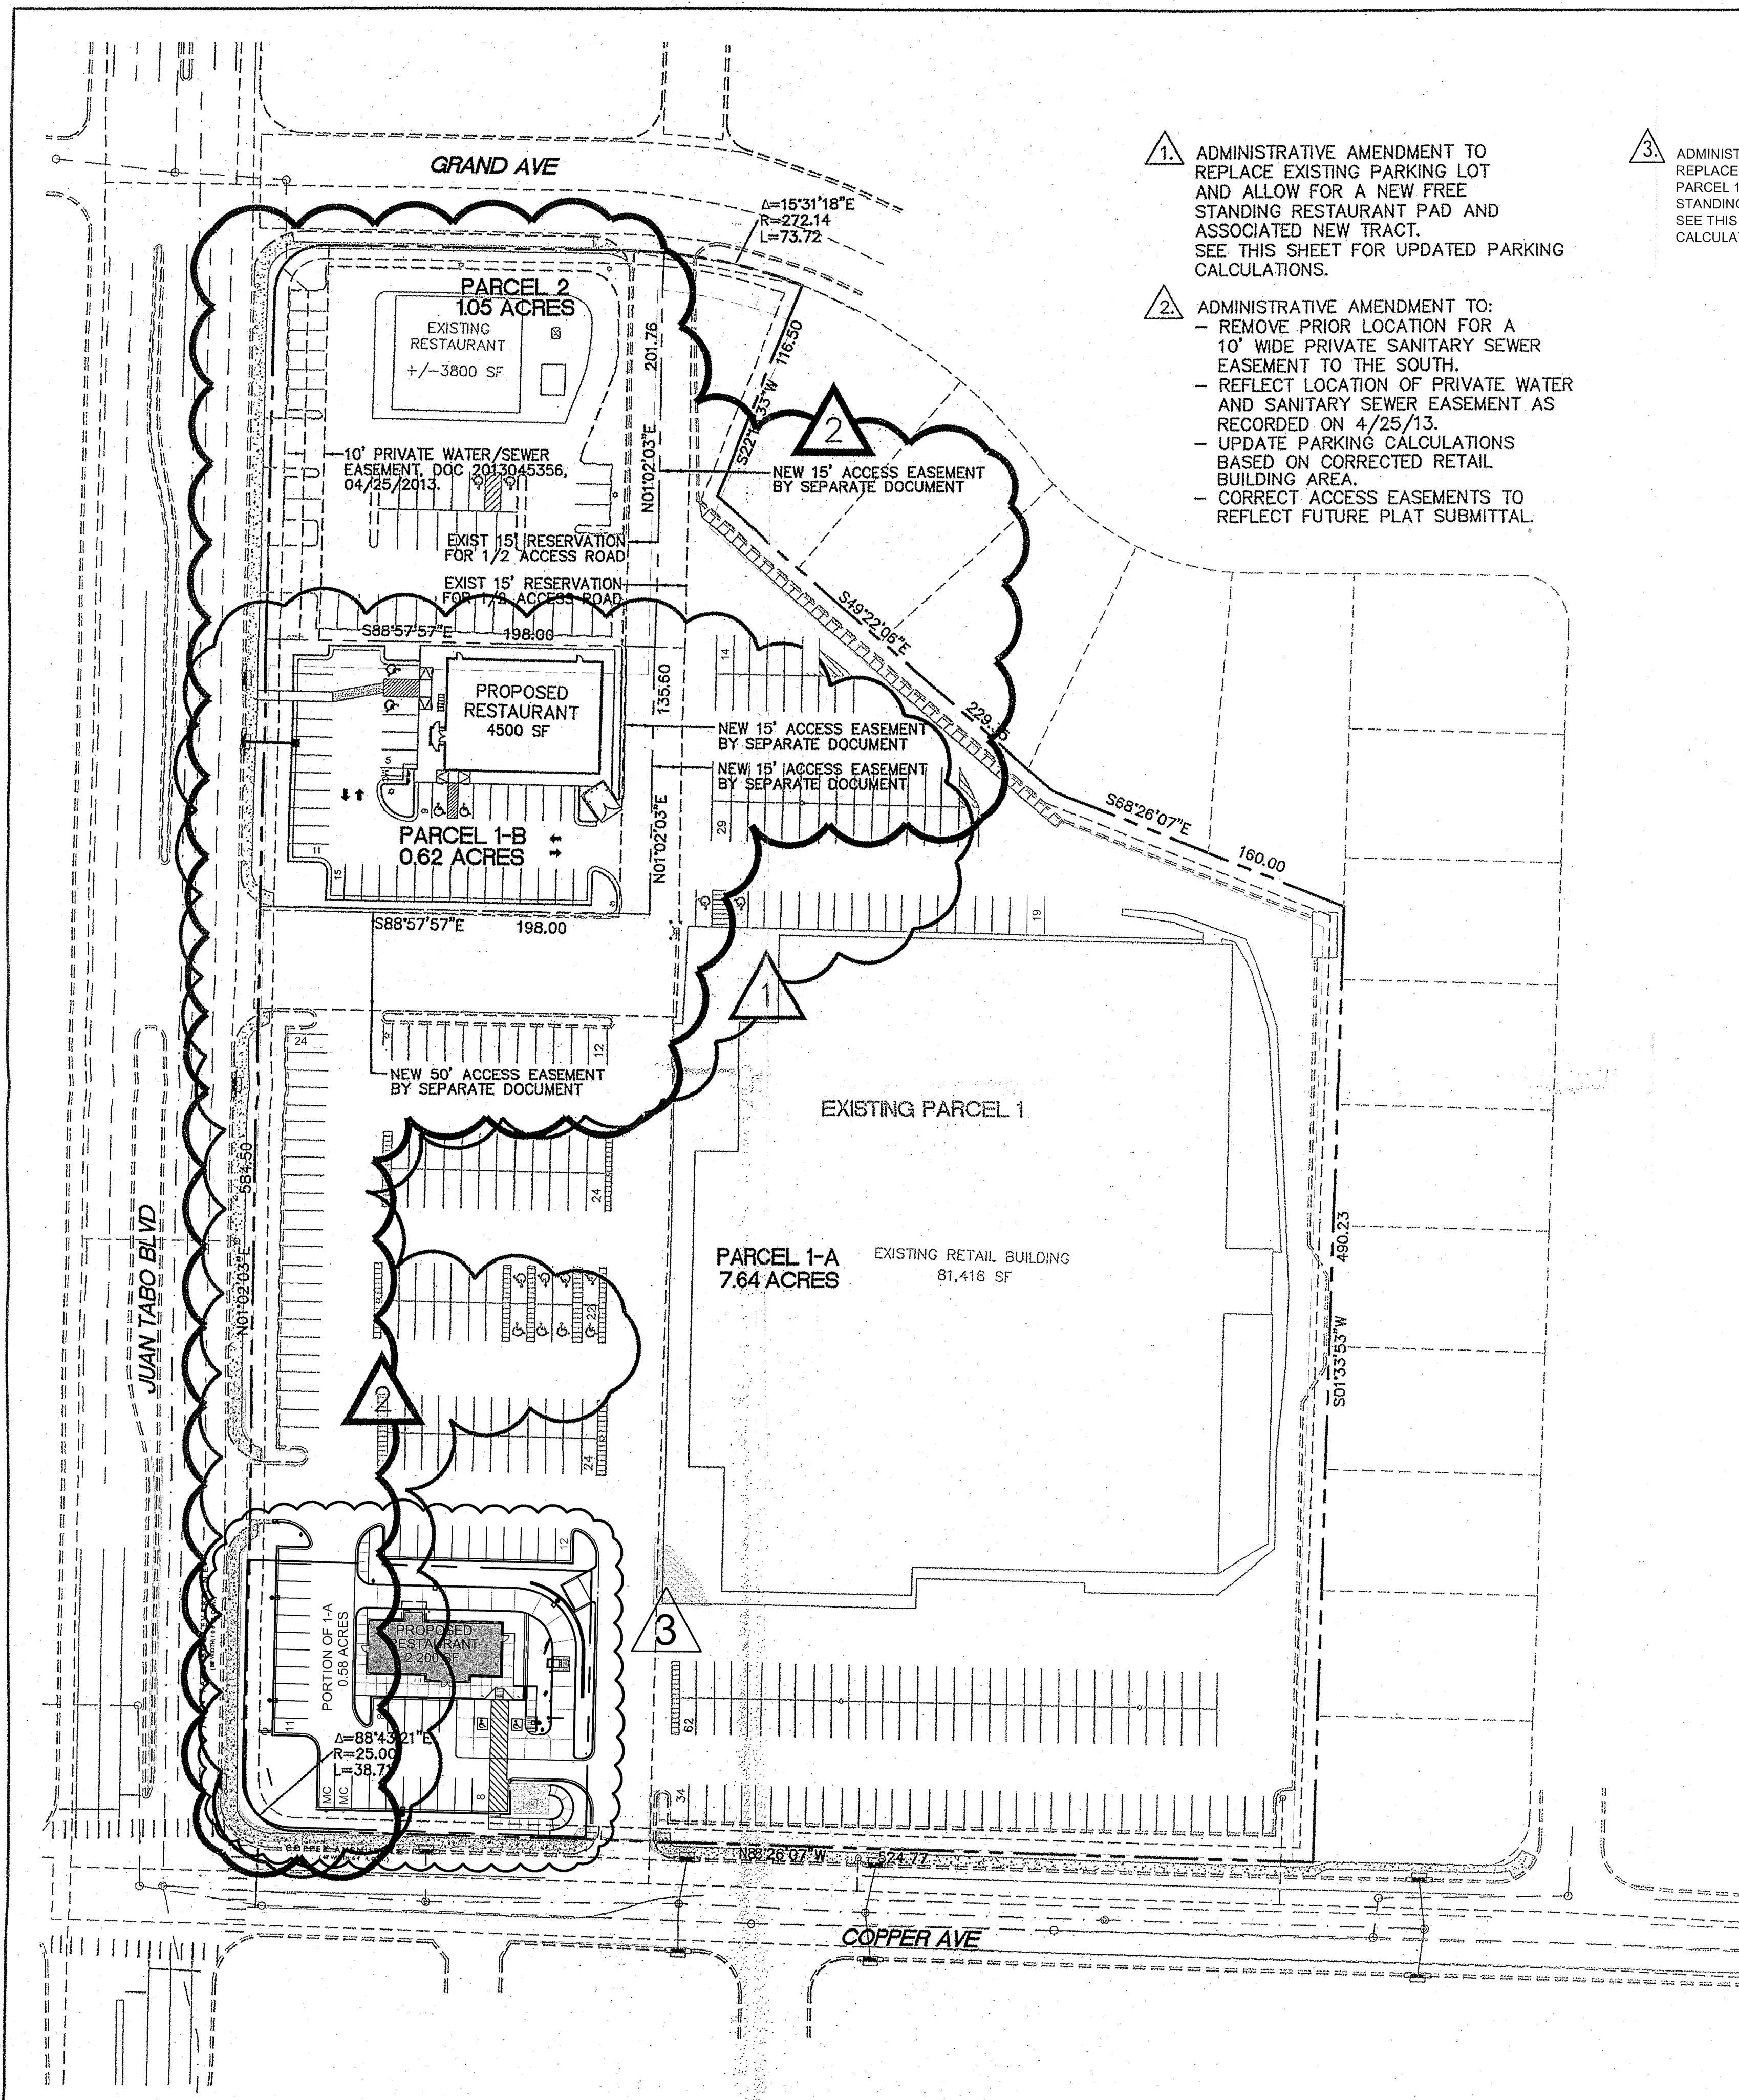 GRAND AVE
Δ=15°31'18"E
R=272.14
L=73.72
1.
ADMINISTRATIVE AMENDMENT TO
REPLACE EXISTING PARKING LOT
AND ALLOW FOR A NEW FREE
STANDING RESTAURANT PAD AND
ASSOCIATED NEW TRACT.
SEE THIS SHEET FOR UPDATED PARKING
CALCULATIONS.
2.
ADMINISTRATIVE AMENDMENT TO:
– REMOVE PRIOR LOCATION FOR A
10' WIDE PRIVATE SANITARY SEWER
EASEMENT TO THE SOUTH.
– REFLECT LOCATION OF PRIVATE WATER
AND SANITARY SEWER EASEMENT AS
RECORDED ON 4/25/13.
– UPDATE PARKING CALCULATIONS
BASED ON CORRECTED RETAIL
BUILDING AREA.
– CORRECT ACCESS EASEMENTS TO
REFLECT FUTURE PLAT SUBMITTAL.
3.
ADMINIST
REPLACE
PARCEL 1
STANDING
SEE THIS
CALCULA
PARCEL 2
1.05 ACRES
EXISTING
RESTAURANT
+/-3800 SF
N01°02'03"E 201.76
116.50
2
10' PRIVATE WATER/SEWER
EASEMENT, DOC 2013045356,
04/25/2013.
NEW 15' ACCESS EASEMENT
BY SEPARATE DOCUMENT
EXIST 15' RESERVATION
FOR 1/2 ACCESS ROAD
EXIST 15' RESERVATION
FOR 1/2 ACCESS ROAD
S49°22'06"E
S88°57'57"E 198.00
14
PROPOSED
RESTAURANT
4500 SF
135.60
NEW 15' ACCESS EASEMENT
BY SEPARATE DOCUMENT
NEW 15' ACCESS EASEMENT
BY SEPARATE DOCUMENT
5
9
29
S68°26'07"E
160.00
PARCEL 1-B
0.62 ACRES
N01°02'03"E
11
15
19
S88°57'57"E 198.00
1
24
12
NEW 50' ACCESS EASEMENT
BY SEPARATE DOCUMENT
EXISTING PARCEL 1
584.50
N01°02'03"E
24
JUAN TABO BLVD
PARCEL 1-A
7.64 ACRES
EXISTING RETAIL BUILDING
81,416 SF
490.23
S01°33'53"W
22
2
24
12
PORTION OF 1-A
0.58 ACRES
PROPOSED
RESTAURANT
2,200 SF
3
11
62
Δ=88°43'21"E
R=25.00
L=38.71
MC
MC
8
34
N88°26'07"W 524.77
COPPER AVE